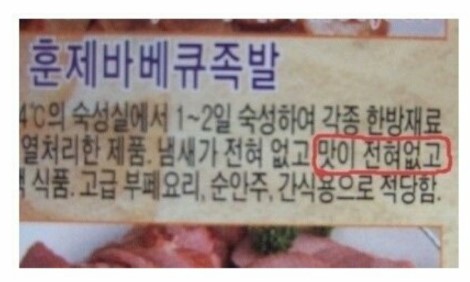 훈제바베큐족발
4℃의 숙성실에서 1~2일 숙성하여 각종 한방재료
열처리한 제품. 냄새가 전혀 없고 맛이 전혀없고
식품. 고급 부페요리, 술안주, 간식용으로 적당함.